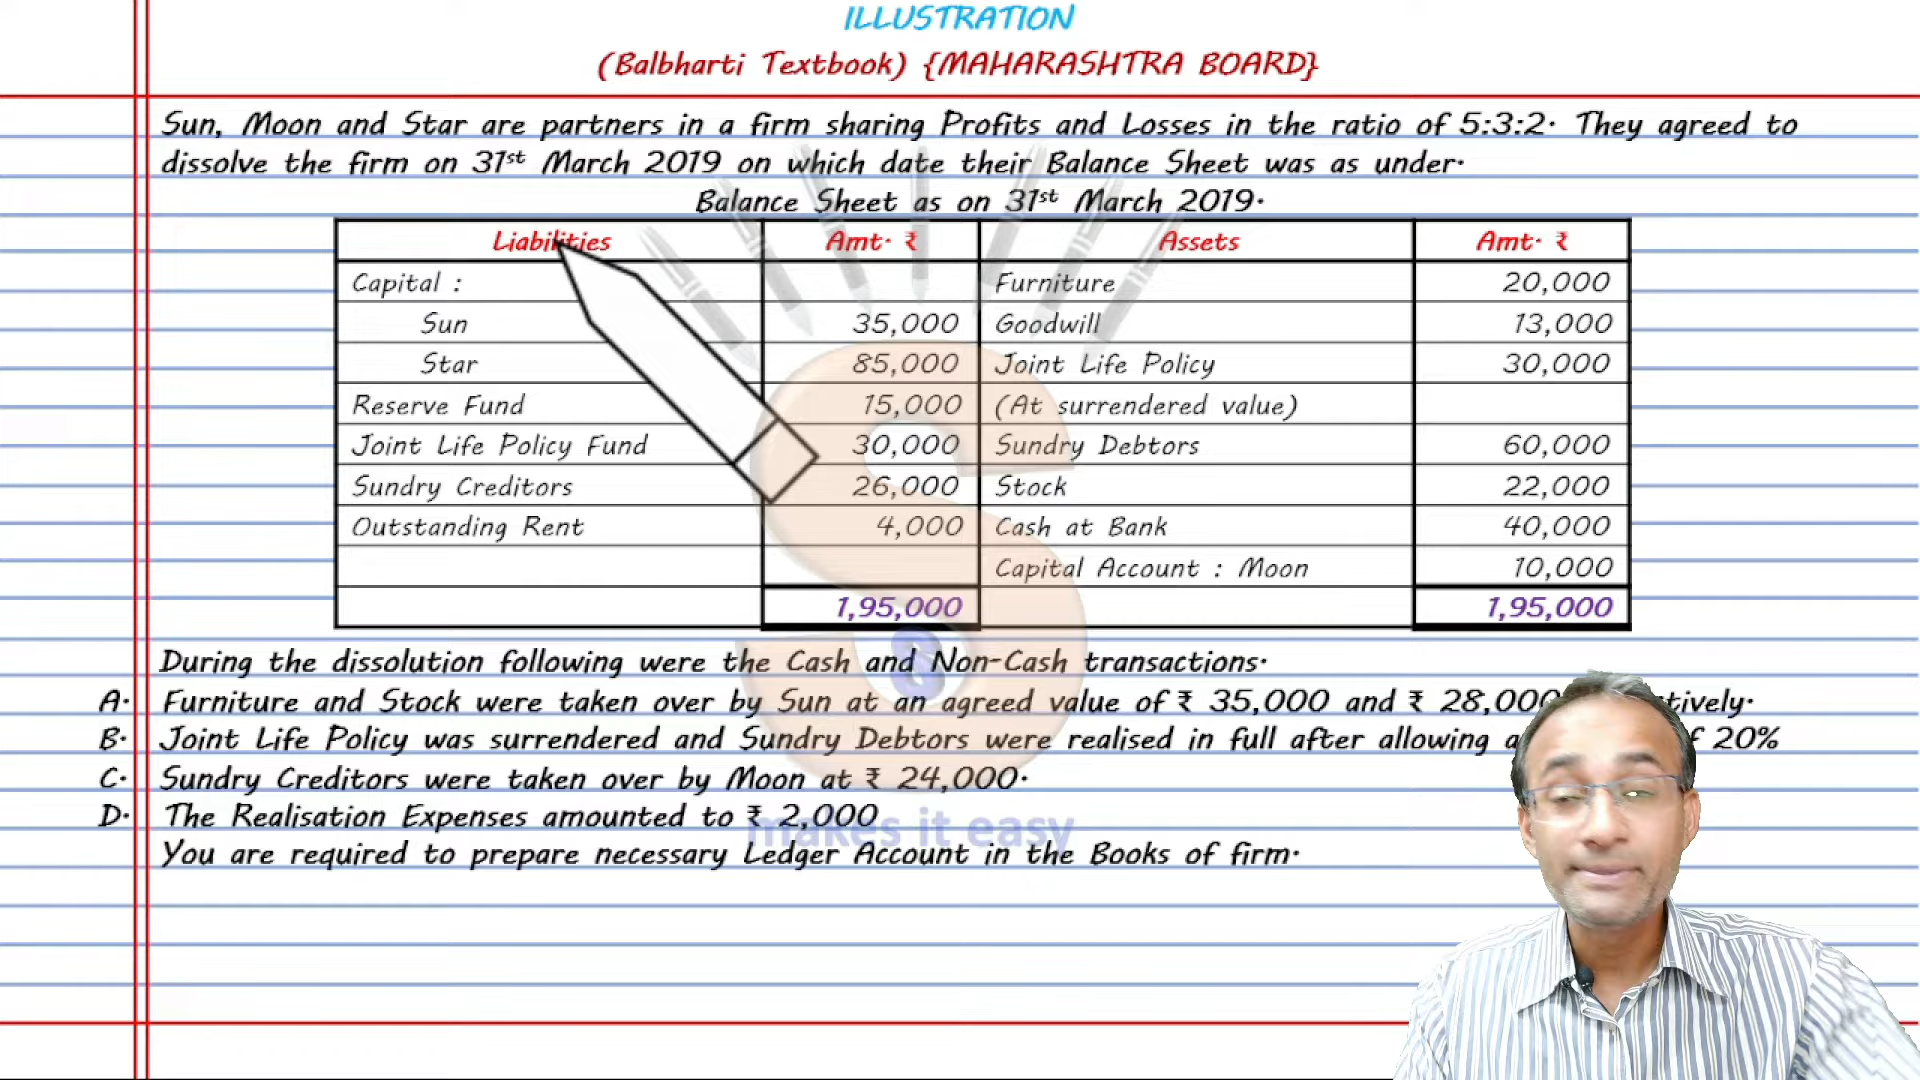 ILLUSTRATION
(Balbharti Textbook) {MAHARASHTRA BOARD}
Sun, Moon and Star are partners in a firm sharing Profits and Losses in the ratio of 5:3:2. They agreed to
dissolve the firm on 31st March 2019 on which date their Balance Sheet was as under.
Balance Sheet as on 31st March 2019.
Liabilities Amt. ₹ Assets Amt. ₹
Capital : Furniture 20,000
Sun 35,000 Goodwill 13,000
Star 85,000 Joint Life Policy 30,000
Reserve Fund 15,000 (At surrendered value)
Joint Life Policy Fund 30,000 Sundry Debtors 60,000
Sundry Creditors 26,000 Stock 22,000
Outstanding Rent 4,000 Cash at Bank 40,000
Capital Account : Moon 10,000
1,95,000 1,95,000
During the dissolution following were the Cash and Non-Cash transactions.
A. Furniture and Stock were taken over by Sun at an agreed value of ₹ 35,000 and ₹ 28,000
B. Joint Life Policy was surrendered and Sundry Debtors were realised in full after allowing 20%
C. Sundry Creditors were taken over by Moon at ₹ 24,000.
D. The Realisation Expenses amounted to ₹ 2,000
makes it easy
You are required to prepare necessary Ledger Account in the Books of firm.